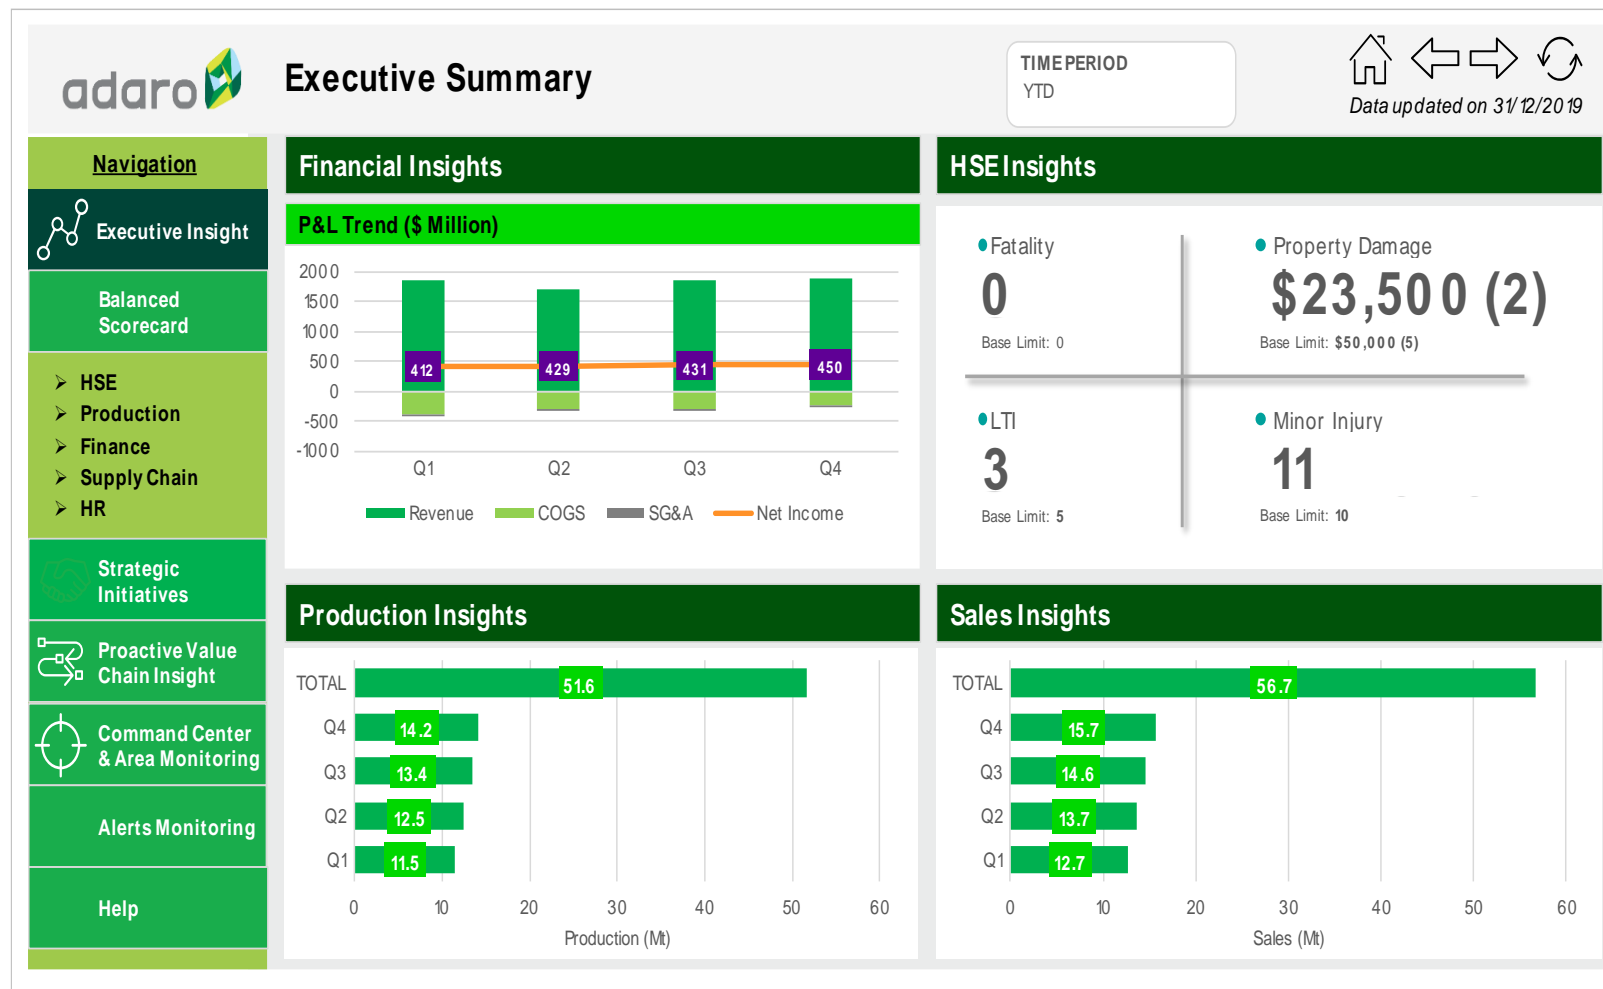 adaro
Executive Summary
TIME PERIOD
YTD
Data updated on 31/12/2019
Navigation
Executive Insight
Balanced
Scorecard
HSE
Production
Finance
Supply Chain
HR
Strategic
Initiatives
Proactive Value
Chain Insight
Command Center
& Area Monitoring
Alerts Monitoring
Help
Financial Insights
P&L Trend ($ Million)
2000
1500
1000
500
0
-500
-1000
412
429
431
450
Q1 Q2 Q3 Q4
Revenue COGS SG&A Net Income
HSE Insights
Fatality
0
Base Limit: 0
Property Damage
$23,500 (2)
Base Limit: $50,000 (5)
LTI
3
Base Limit: 5
Minor Injury
11
Base Limit: 10
Production Insights
TOTAL 51.6
Q4 14.2
Q3 13.4
Q2 12.5
Q1 11.5
0 10 20 30 40 50 60
Production (Mt)
Sales Insights
TOTAL 56.7
Q4 15.7
Q3 14.6
Q2 13.7
Q1 12.7
0 10 20 30 40 50 60
Sales (Mt)